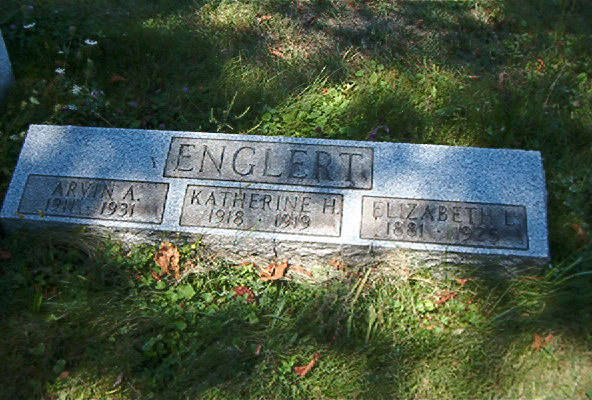 ENGLERT
ARVIN A.
1931
KATHERINE H.
1918 · 1919
ELIZABETH L.
1881 ·